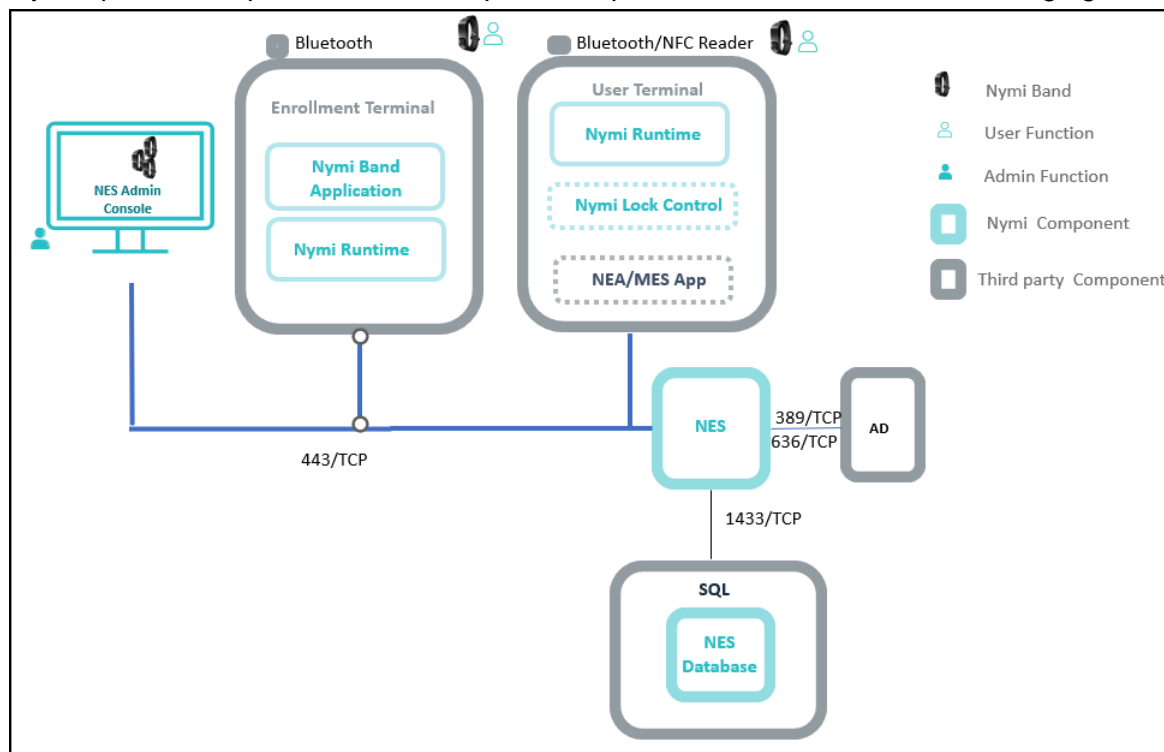 Bluetooth
Bluetooth/NFC Reader
Enrollment Terminal
Nymi Band
Application
Nymi Runtime
User Terminal
Nymi Runtime
Nymi Lock Control
NEA/MES App
NES Admin
Console
Nymi Band
User Function
Admin Function
Nymi Component
Third party Component
443/TCP
NES
389/TCP
636/TCP
AD
1433/TCP
SQL
NES
Database